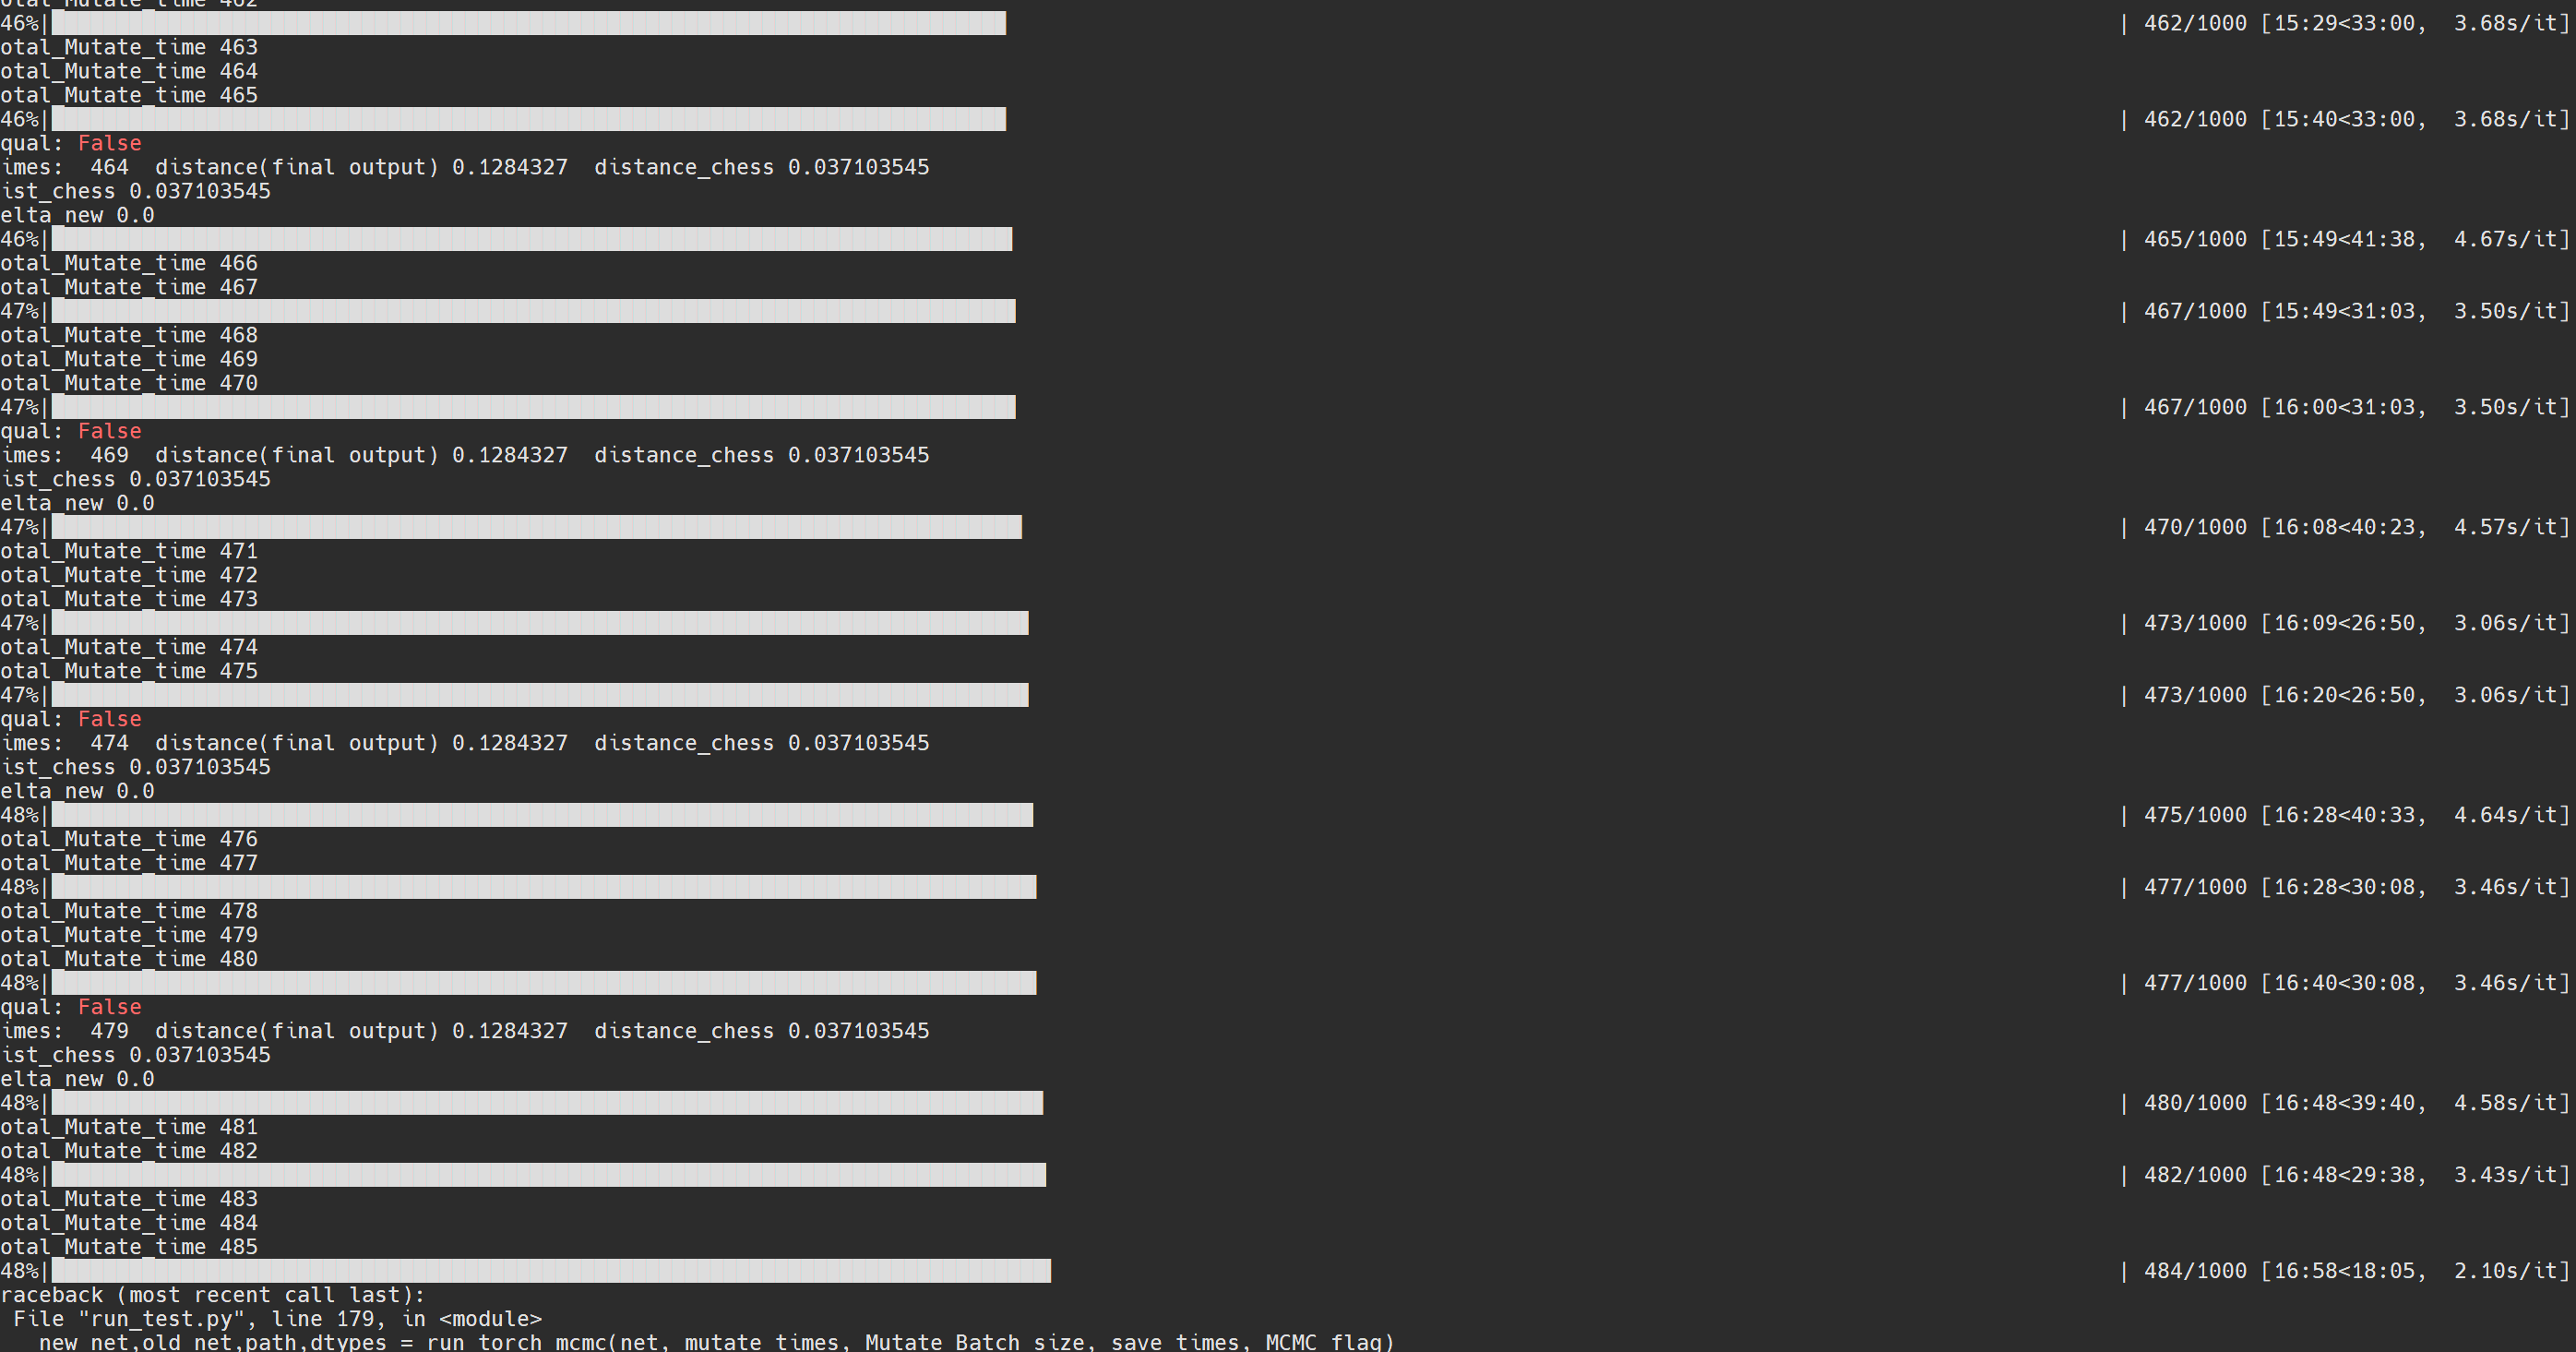 otal_Mutate_time 462
46%| | 462/1000 [15:29<33:00, 3.68s/it]
otal_Mutate_time 463
otal_Mutate_time 464
otal_Mutate_time 465
46%| | 462/1000 [15:40<33:00, 3.68s/it]
qual: False
imes: 464 distance(final output) 0.1284327 distance_chess 0.037103545
ist_chess 0.037103545
elta_new 0.0
46%| | 465/1000 [15:49<41:38, 4.67s/it]
otal_Mutate_time 466
otal_Mutate_time 467
47%| | 467/1000 [15:49<31:03, 3.50s/it]
otal_Mutate_time 468
otal_Mutate_time 469
otal_Mutate_time 470
47%| | 467/1000 [16:00<31:03, 3.50s/it]
qual: False
imes: 469 distance(final output) 0.1284327 distance_chess 0.037103545
ist_chess 0.037103545
elta_new 0.0
47%| | 470/1000 [16:08<40:23, 4.57s/it]
otal_Mutate_time 471
otal_Mutate_time 472
otal_Mutate_time 473
47%| | 473/1000 [16:09<26:50, 3.06s/it]
otal_Mutate_time 474
otal_Mutate_time 475
47%| | 473/1000 [16:20<26:50, 3.06s/it]
qual: False
imes: 474 distance(final output) 0.1284327 distance_chess 0.037103545
ist_chess 0.037103545
elta_new 0.0
48%| | 475/1000 [16:28<40:33, 4.64s/it]
otal_Mutate_time 476
otal_Mutate_time 477
48%| | 477/1000 [16:28<30:08, 3.46s/it]
otal_Mutate_time 478
otal_Mutate_time 479
otal_Mutate_time 480
48%| | 477/1000 [16:40<30:08, 3.46s/it]
qual: False
imes: 479 distance(final output) 0.1284327 distance_chess 0.037103545
ist_chess 0.037103545
elta_new 0.0
48%| | 480/1000 [16:48<39:40, 4.58s/it]
otal_Mutate_time 481
otal_Mutate_time 482
48%| | 482/1000 [16:48<29:38, 3.43s/it]
otal_Mutate_time 483
otal_Mutate_time 484
otal_Mutate_time 485
48%| | 484/1000 [16:58<18:05, 2.10s/it]
raceback (most recent call last):
File "run_test.py", line 179, in <module>
new_net,old_net,path,dtypes = run_torch_mcmc(net, mutate_times, Mutate_Batch_size, save_times, MCMC_flag)